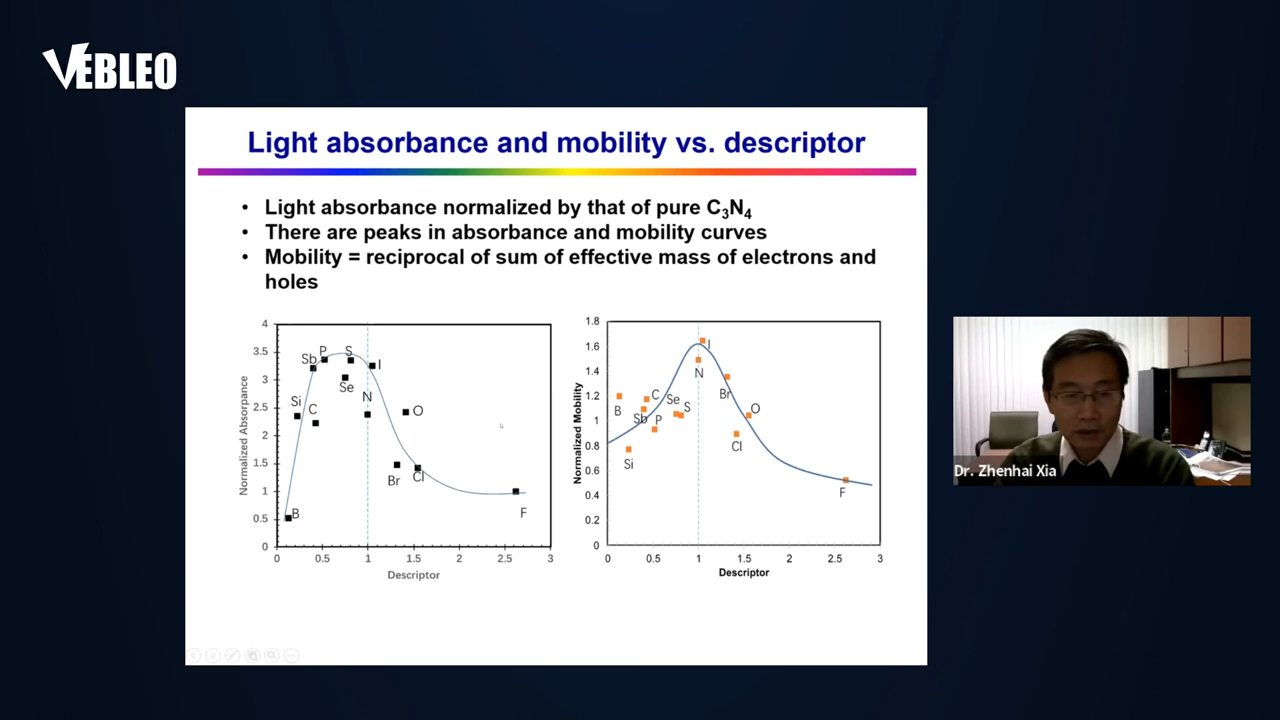 VEBLEO
Light absorbance and mobility vs. descriptor
• Light absorbance normalized by that of pure C₃N₄
• There are peaks in absorbance and mobility curves
• Mobility = reciprocal of sum of effective mass of electrons and
holes
Normalized Absorpance
4
3.5
3
2.5
2
1.5
1
0.5
0
Sb
P
S
I
Se
Si
C
N
O
Br
Cl
B
F
0
0.5
1
1.5
2
2.5
3
Descriptor
Normalized Mobility
1.8
1.6
1.4
1.2
1
0.8
0.6
0.4
0.2
0
I
N
Br
B
C
Se
S
O
Sb
P
Cl
Si
F
0
0.5
1
1.5
2
2.5
3
Descriptor
Dr. Zhenhai Xia